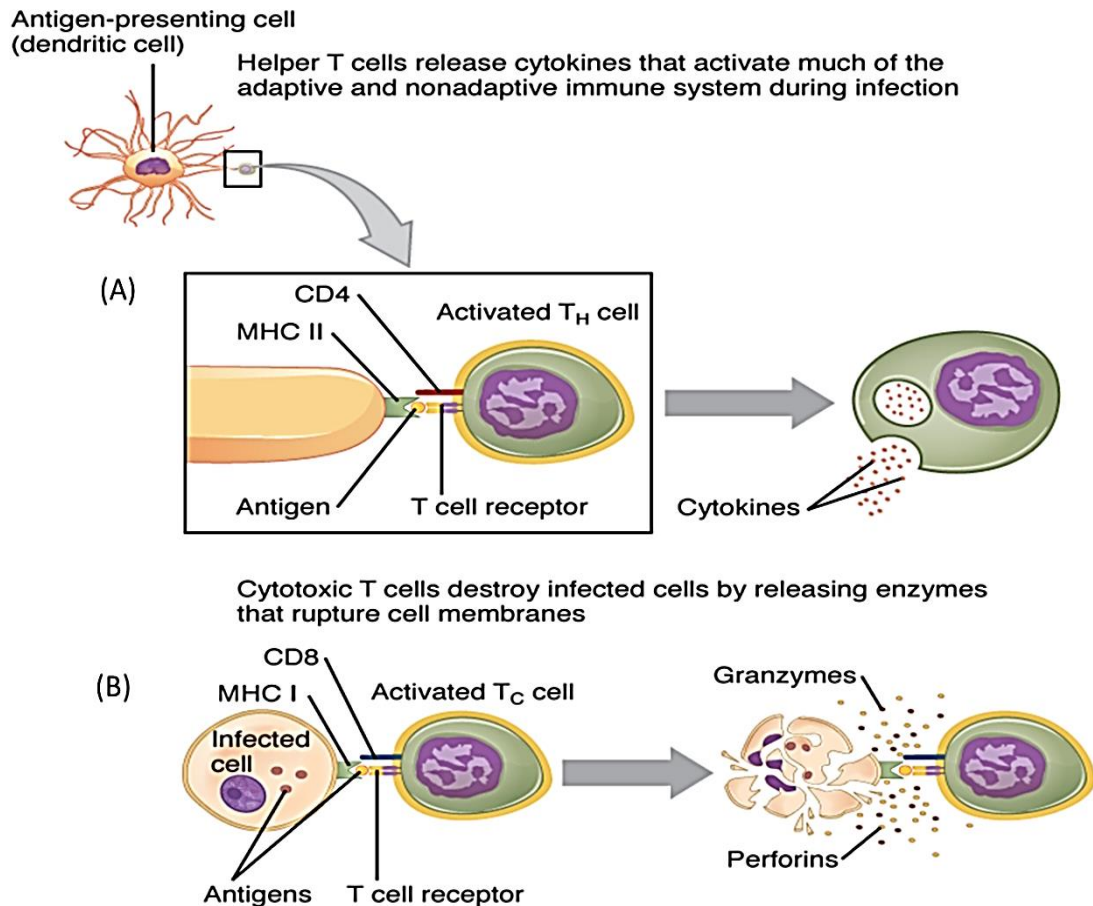 Antigen-presenting cell
(dendritic cell)
Helper T cells release cytokines that activate much of the
adaptive and nonadaptive immune system during infection
(A)
CD4
MHC II
Activated TH cell
Antigen
T cell receptor
Cytokines
Cytotoxic T cells destroy infected cells by releasing enzymes
that rupture cell membranes
(B)
CD8
MHC I
Activated TC cell
Infected
cell
Antigens
T cell receptor
Granzymes
Perforins